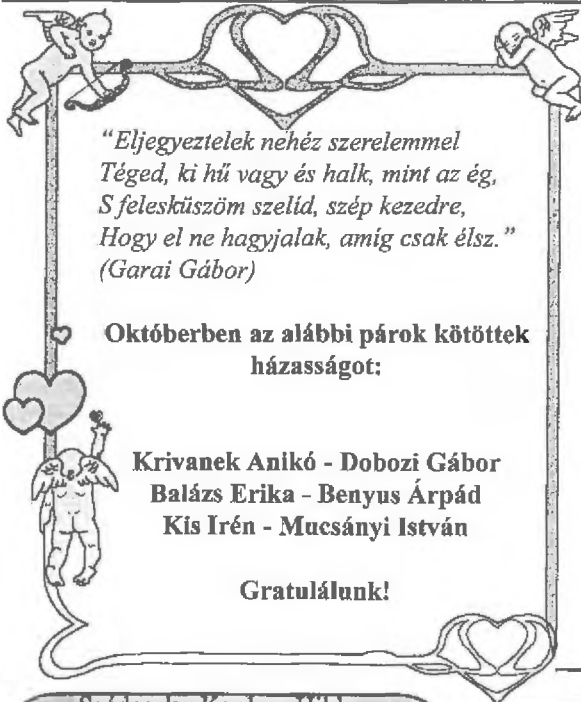 "Eljegyeztelek nehéz szerelemmel
Téged, ki hű vagy és halk, mint az ég,
S felesküszöm szelíd, szép kezedre,
Hogy el ne hagyjalak, amíg csak élsz."
(Garai Gábor)
Októberben az alábbi párok kötöttek
házasságot:
Krivanek Anikó - Dobozi Gábor
Balázs Erika - Benyus Árpád
Kis Irén - Mucsányi István
Gratulálunk!